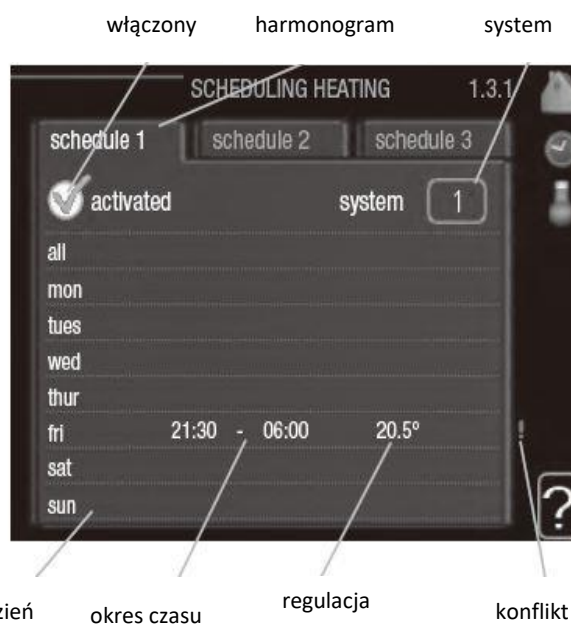 włączony harmonogram system
SCHEDULING HEATING 1.3.1
schedule 1 schedule 2 schedule 3
activated system 1
all
mon
tues
wed
thur
fri 21:30 - 06:00 20.5° !
sat
sun
?
zień okres czasu regulacja konflikt